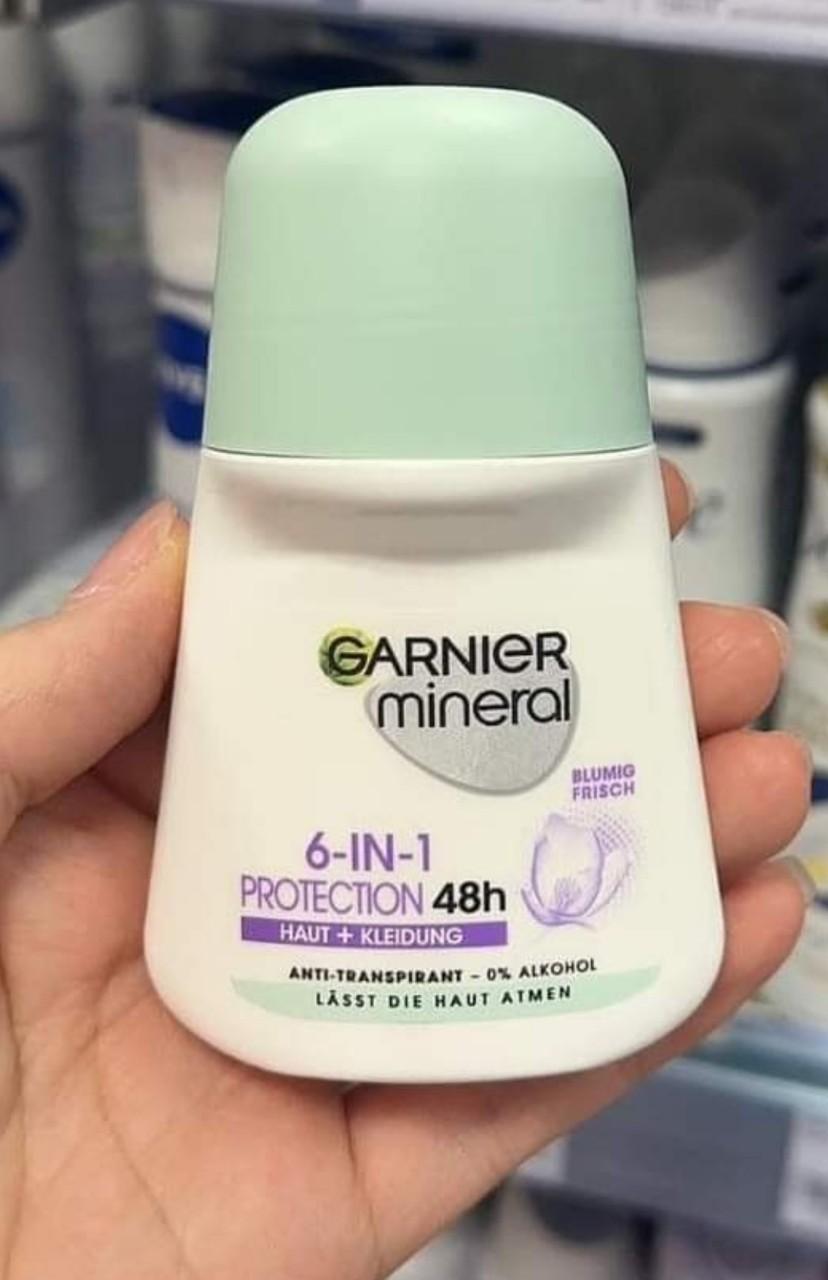 GARNIER
mineral
BLUMIG
FRISCH
6-IN-1
PROTECTION 48h
HAUT + KLEIDUNG
ANTI-TRANSPIRANT – 0% ALKOHOL
LÄSST DIE HAUT ATMEN